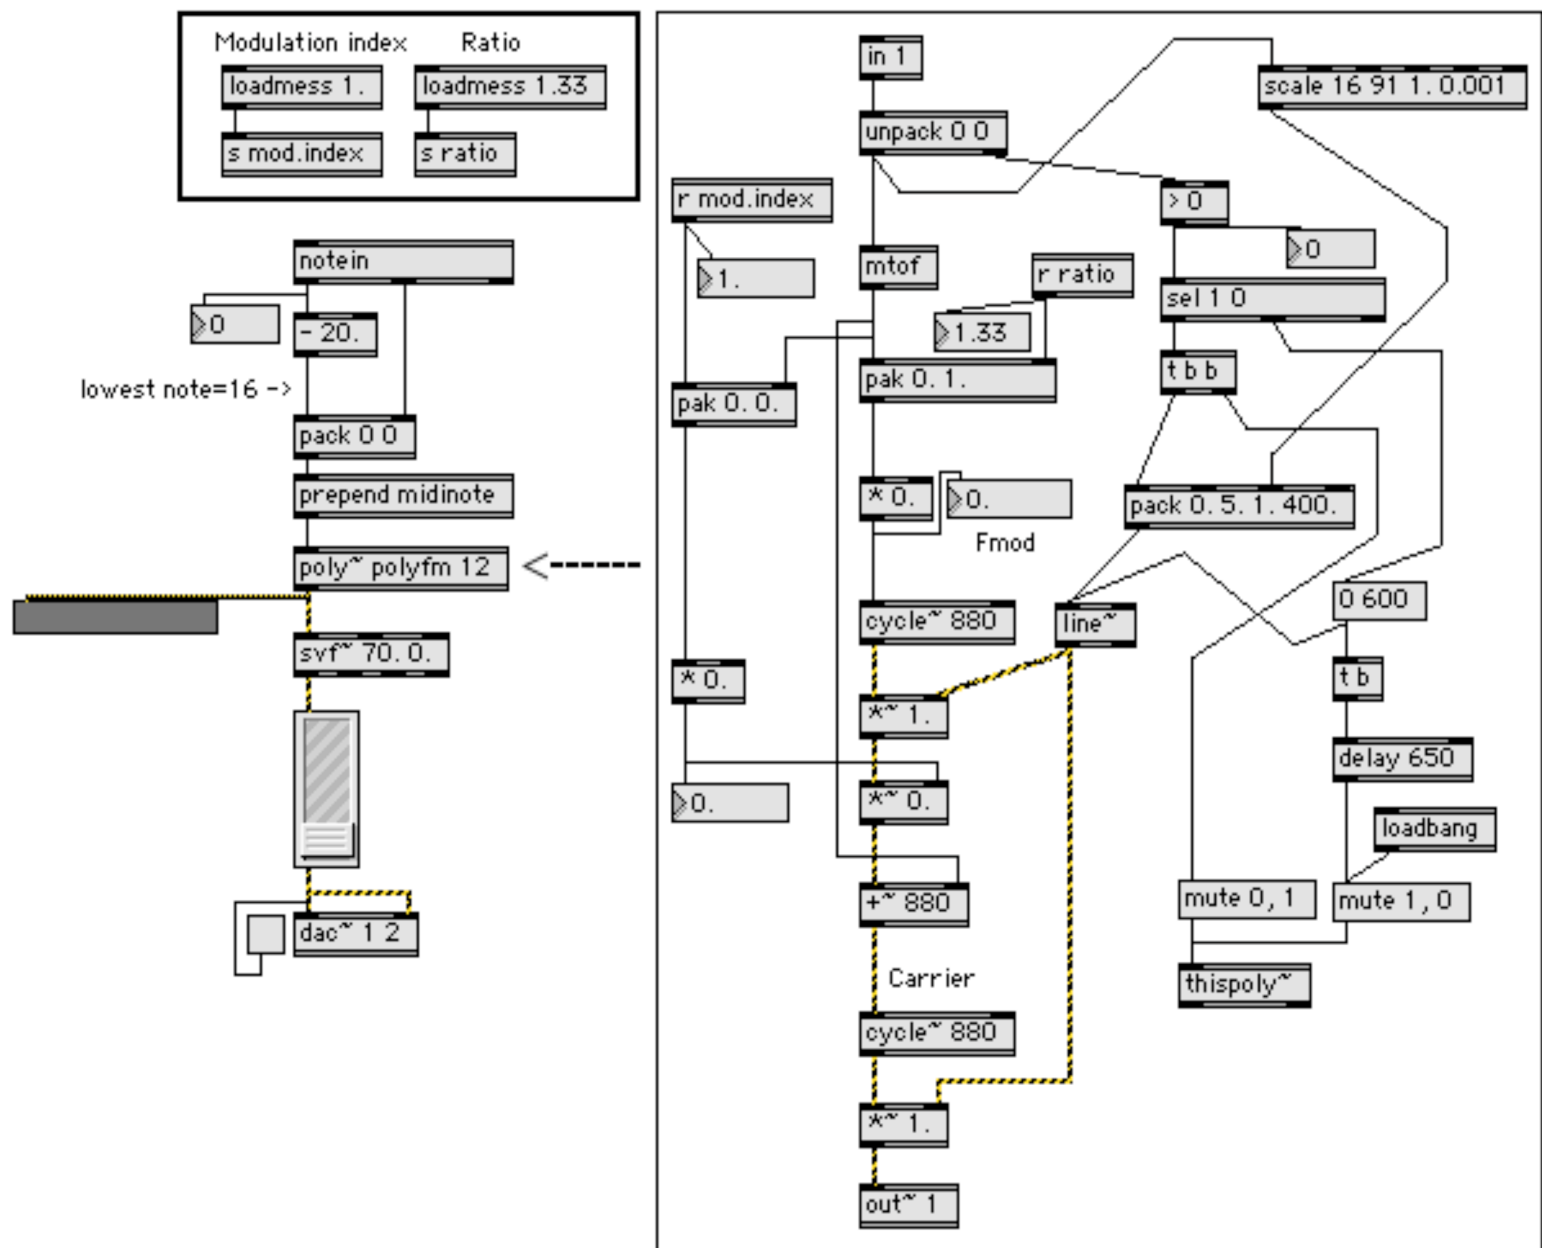 Modulation index Ratio
loadmess 1. loadmess 1.33
s mod.index s ratio
notein
0
- 20.
lowest note=16 ->
pack 0 0
prepend midinote
poly~ polyfm 12
svf~ 70. 0.
dac~ 1 2
in 1
scale 16 91 1. 0.001
unpack 0 0
r mod.index
> 0
0
1.
mtof
r ratio
sel 1 0
1.33
t b b
pak 0. 0.
pak 0. 1.
* 0.
0.
pack 0. 5. 1. 400.
Fmod
0 600
cycle~ 880
line~
* 0.
t b
*~ 1.
delay 650
0.
*~ 0.
loadbang
+~ 880
mute 0, 1
mute 1, 0
Carrier
thispoly~
cycle~ 880
*~ 1.
out~ 1